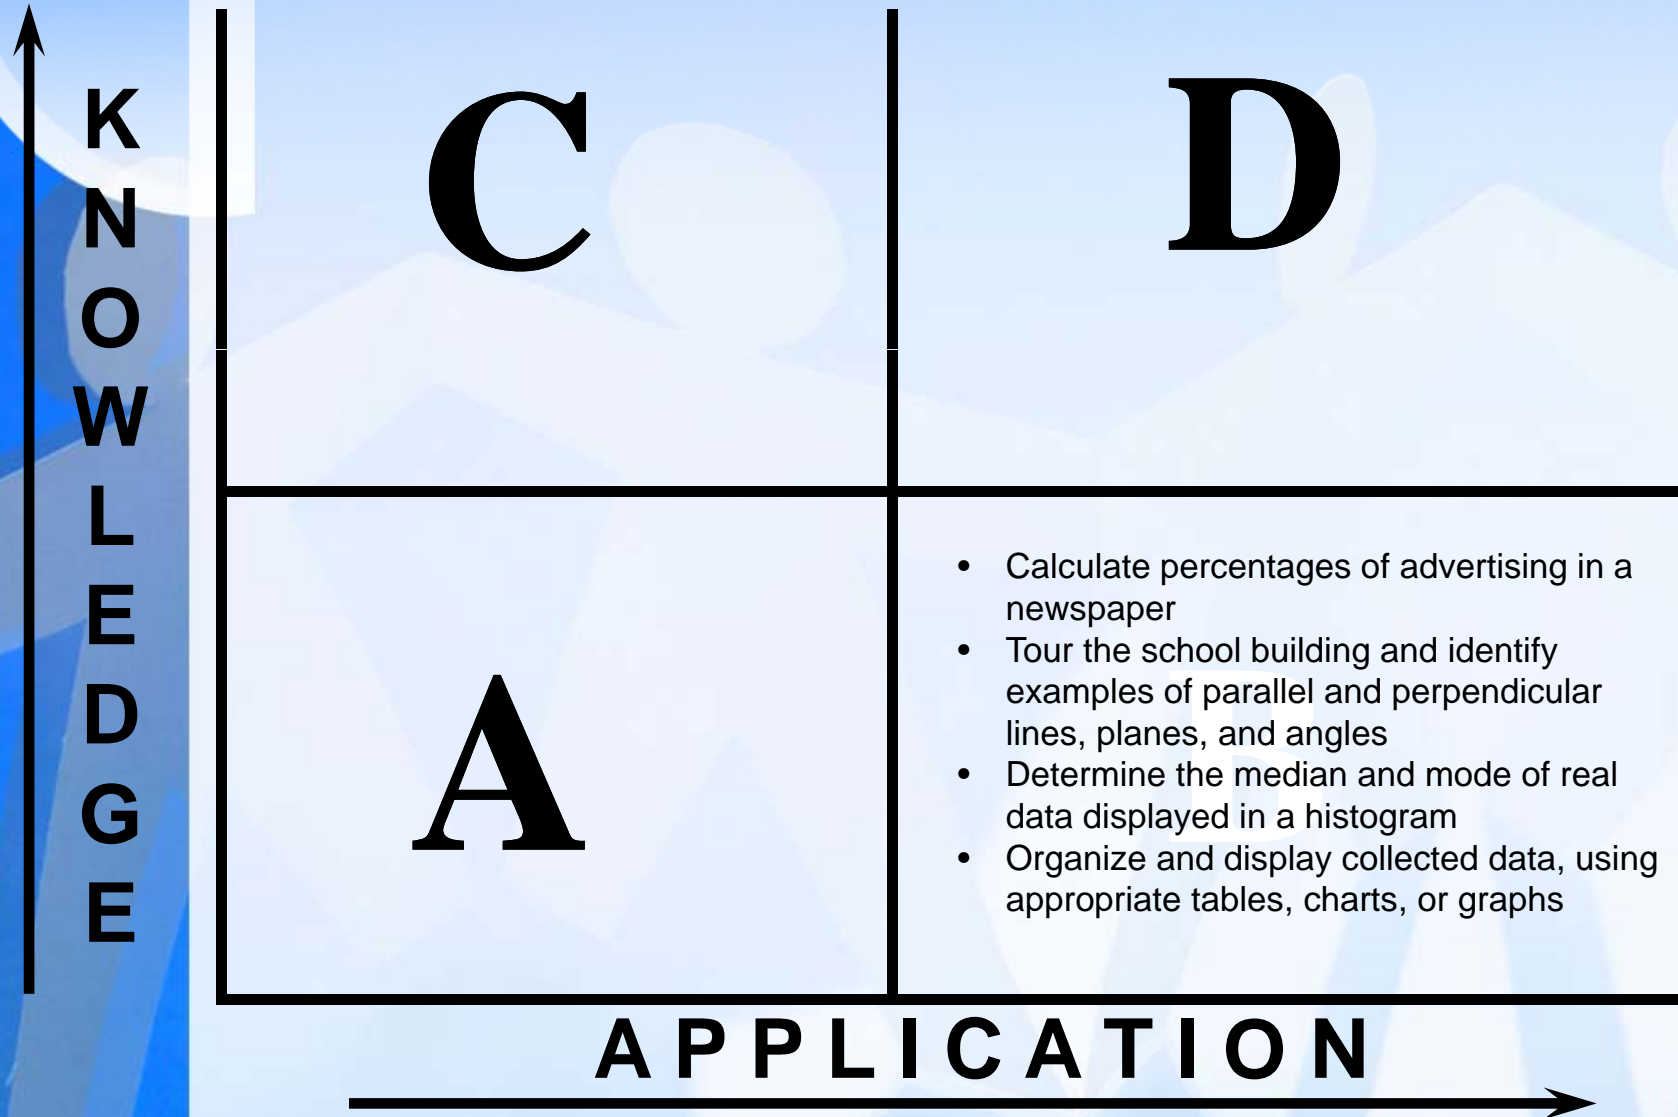 KNOWLEDGE
C
D
A
B
• Calculate percentages of advertising in a
newspaper
• Tour the school building and identify
examples of parallel and perpendicular
lines, planes, and angles
• Determine the median and mode of real
data displayed in a histogram
• Organize and display collected data, using
appropriate tables, charts, or graphs
APPLICATION